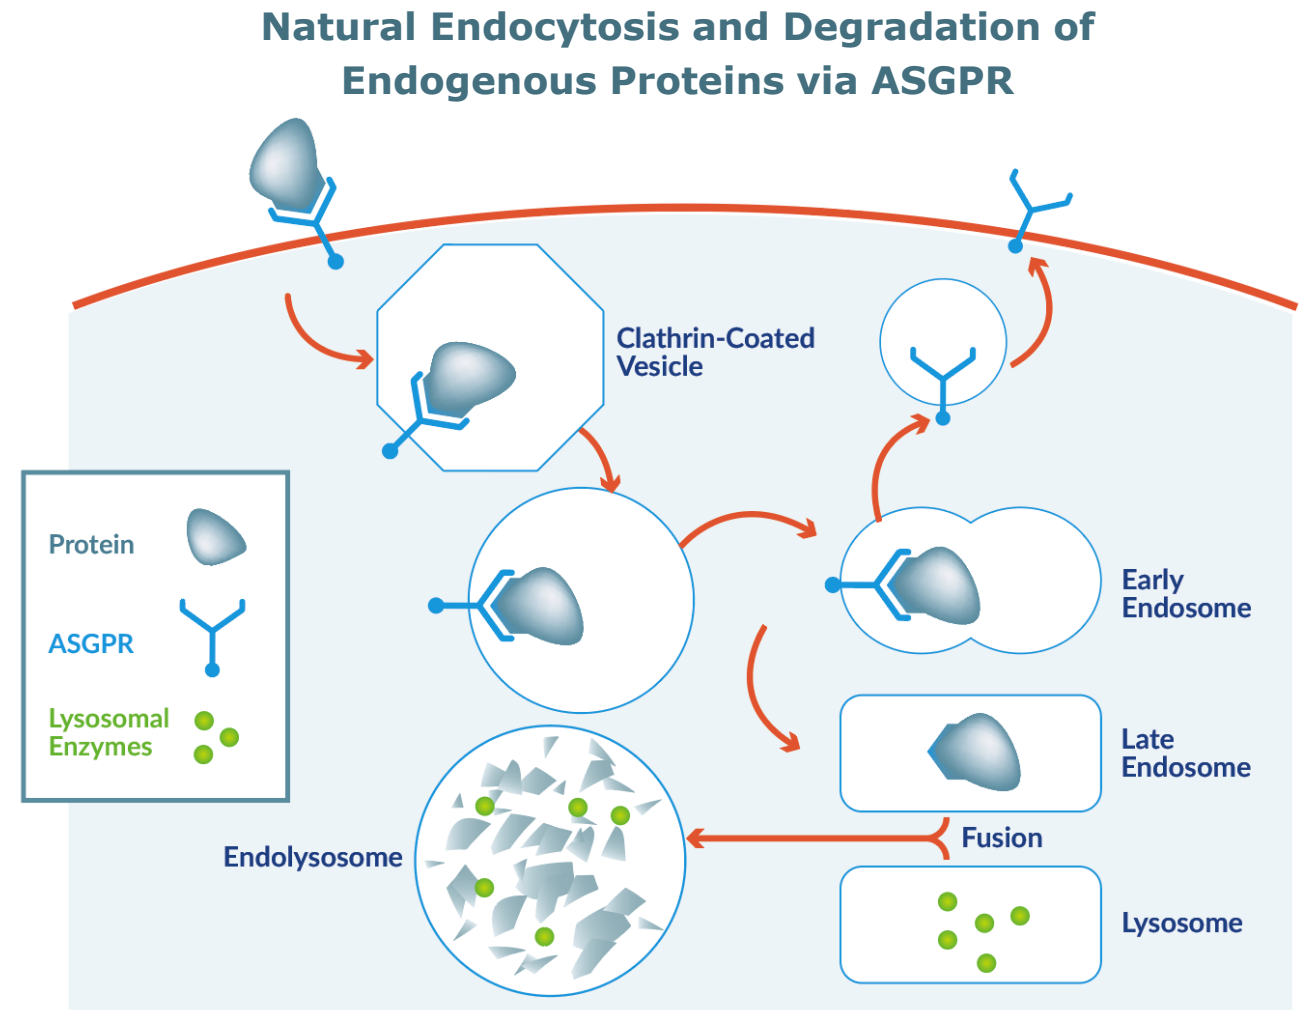 Natural Endocytosis and Degradation of
Endogenous Proteins via ASGPR
Clathrin-Coated
Vesicle
Protein
ASGPR
Lysosomal
Enzymes
Early
Endosome
Late
Endosome
Fusion
Endolysosome
Lysosome